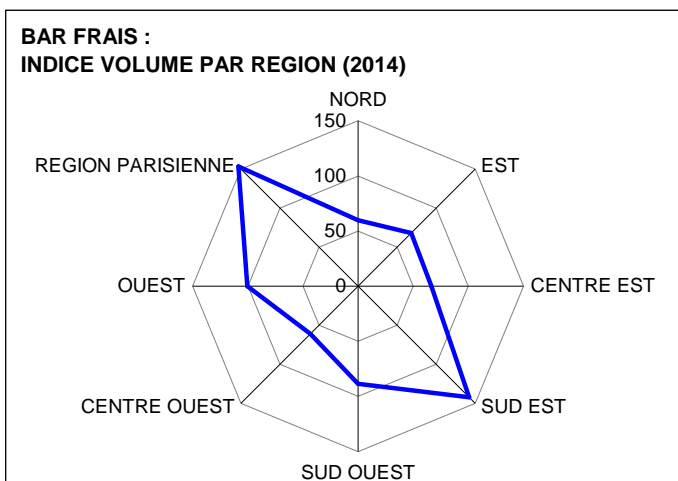 BAR FRAIS :
INDICE VOLUME PAR REGION (2014)
NORD
150
EST
REGION PARISIENNE
100
50
OUEST
0
CENTRE EST
CENTRE OUEST
SUD EST
SUD OUEST